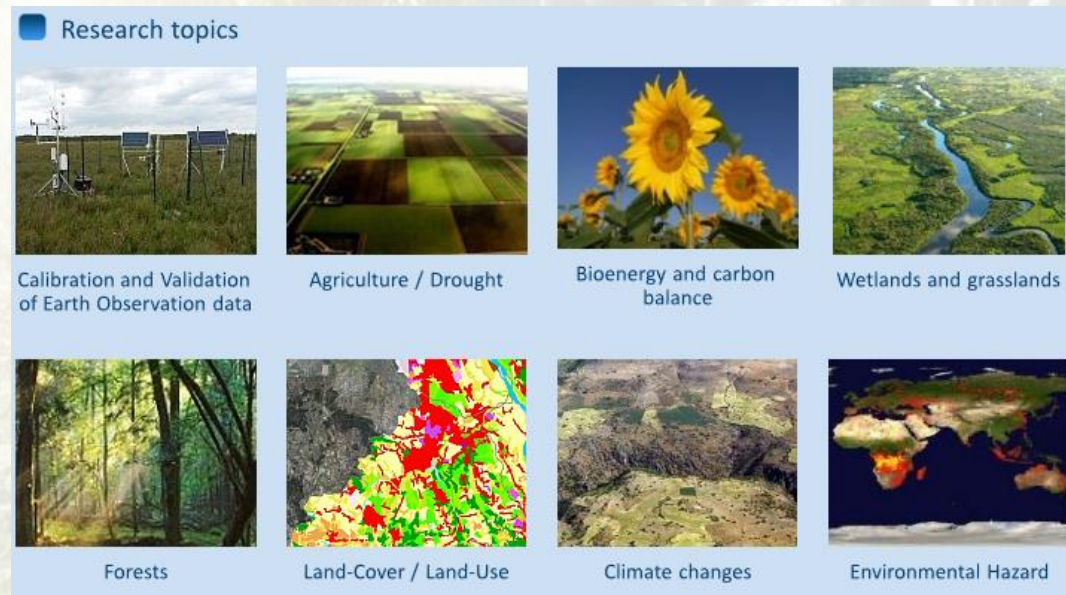 Research topics
Calibration and Validation
of Earth Observation data
Agriculture / Drought
Bioenergy and carbon
balance
Wetlands and grasslands
Forests
Land-Cover / Land-Use
Climate changes
Environmental Hazard